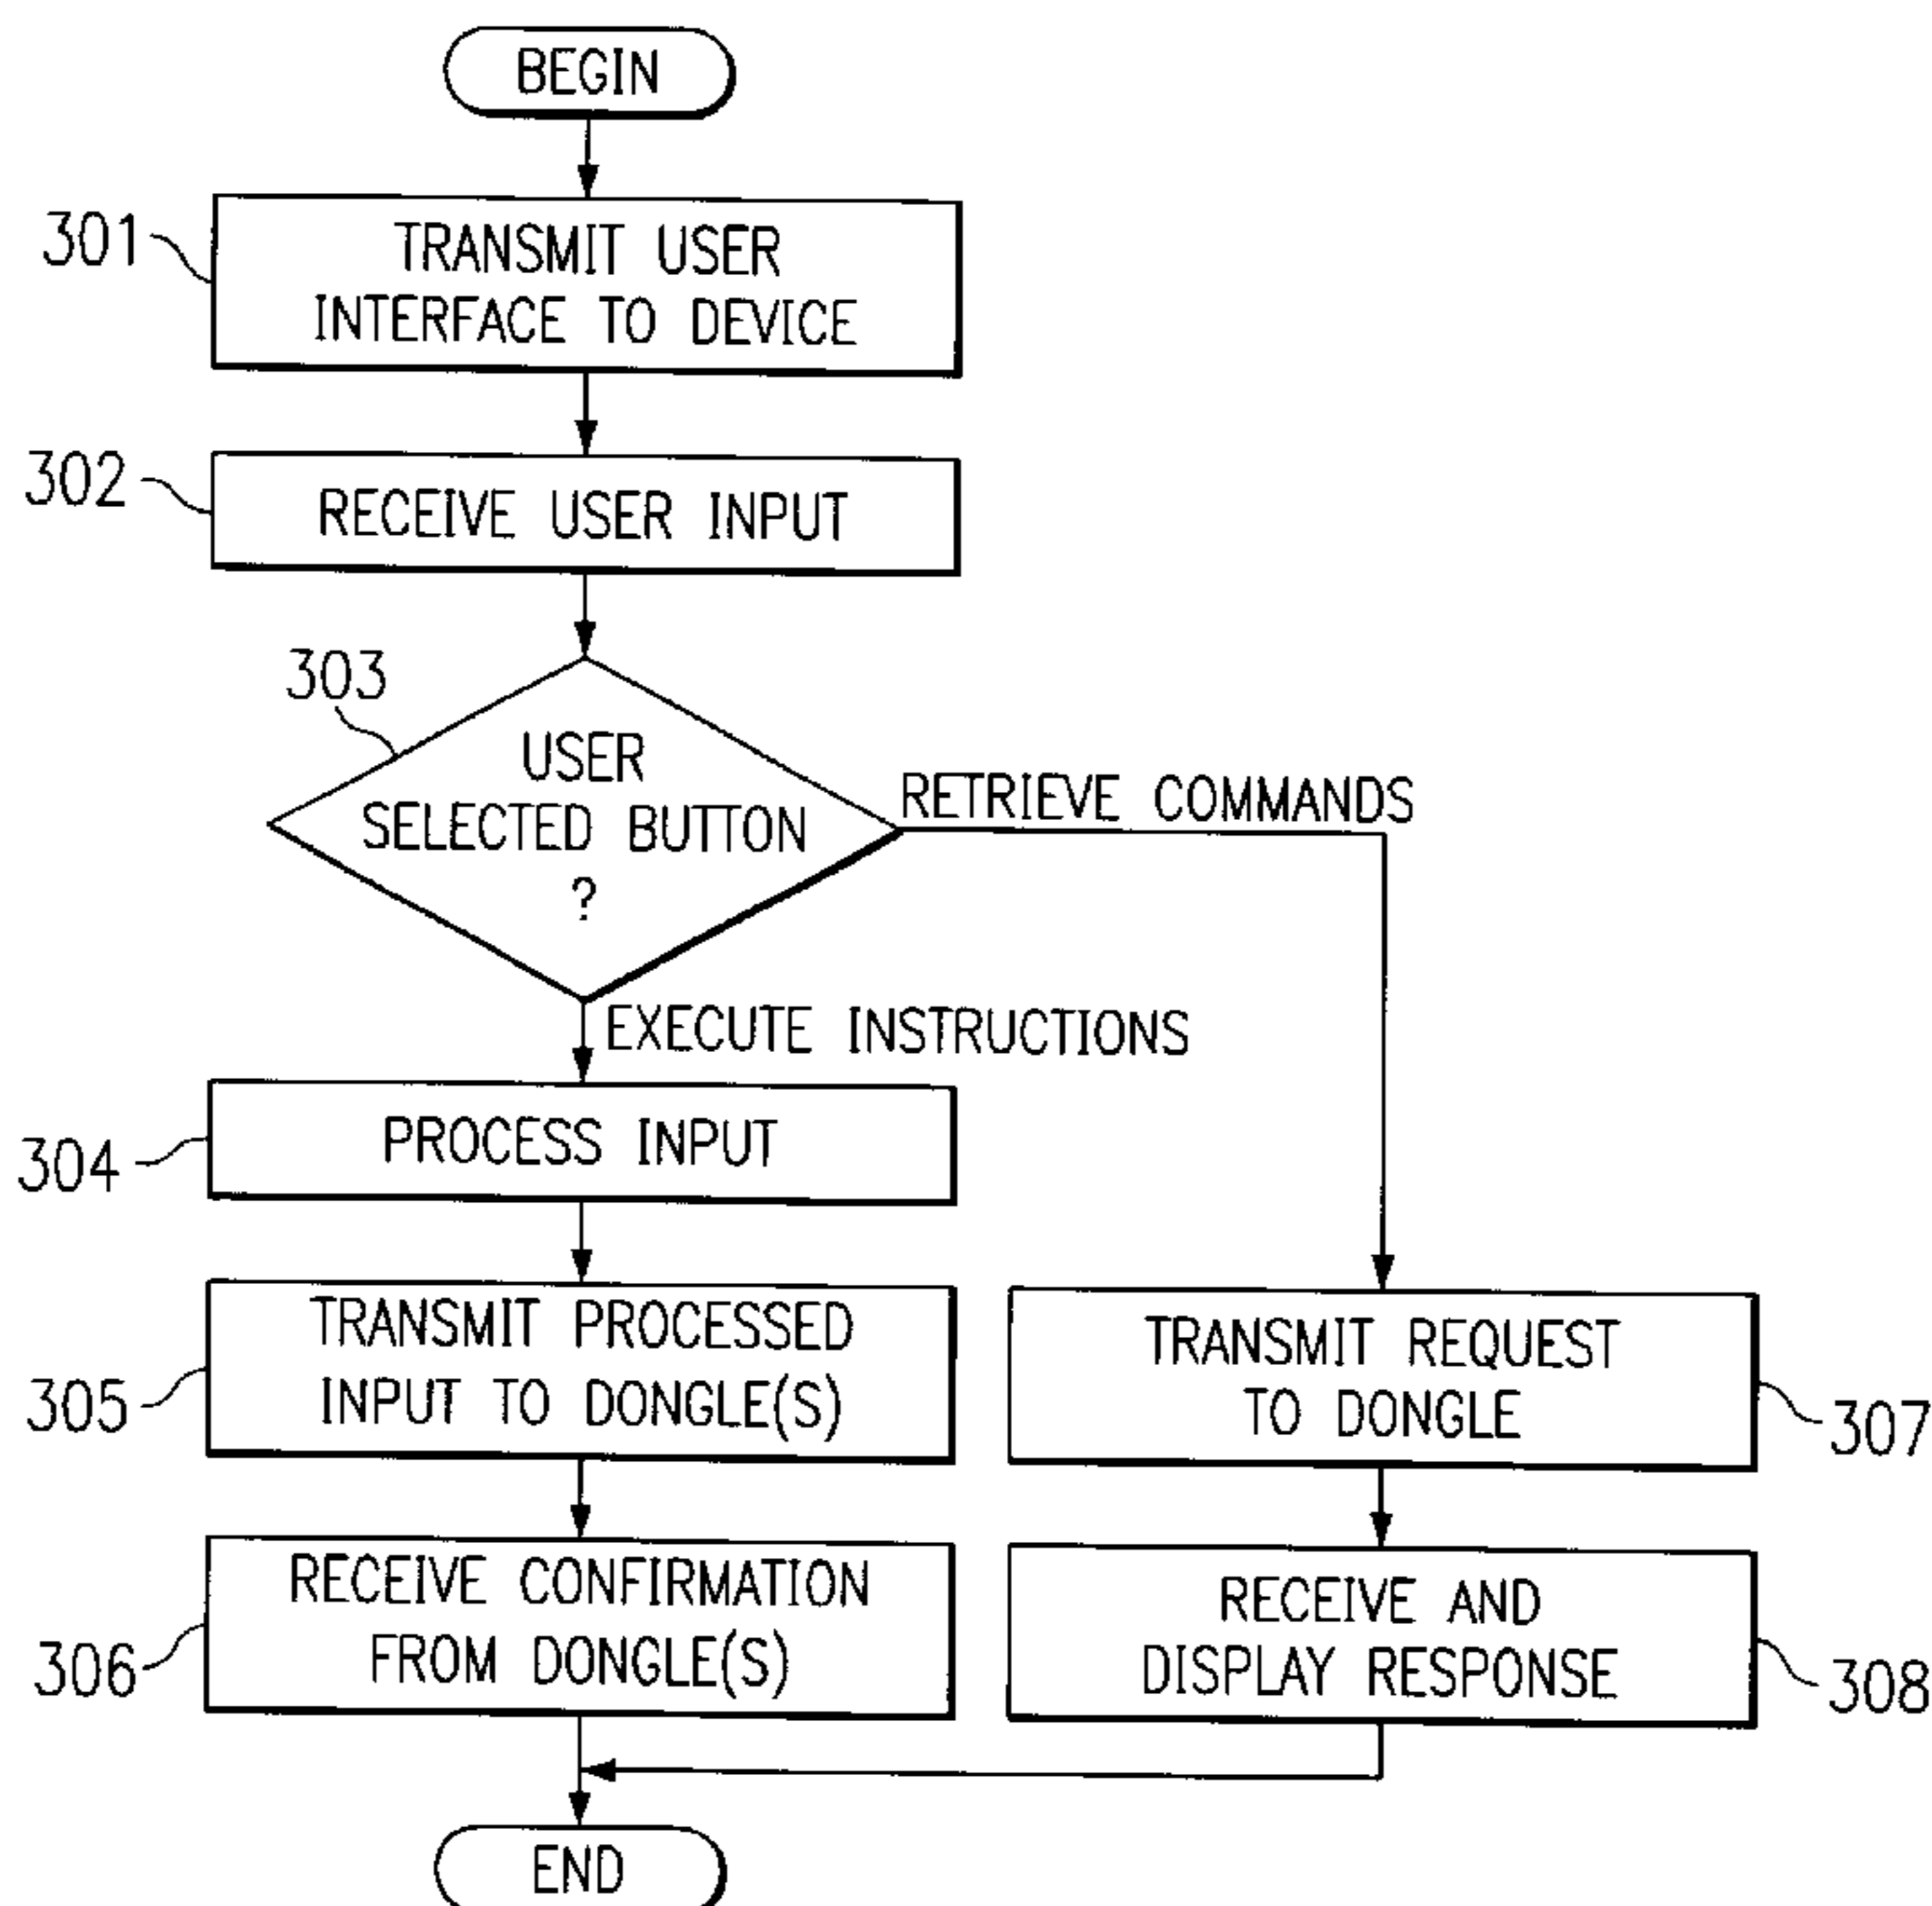 BEGIN
301
TRANSMIT USER
INTERFACE TO DEVICE
302
RECEIVE USER INPUT
303
USER
SELECTED BUTTON
?
RETRIEVE COMMANDS
EXECUTE INSTRUCTIONS
304
PROCESS INPUT
305
TRANSMIT PROCESSED
INPUT TO DONGLE(S)
TRANSMIT REQUEST
TO DONGLE
307
306
RECEIVE CONFIRMATION
FROM DONGLE(S)
RECEIVE AND
DISPLAY RESPONSE
308
END